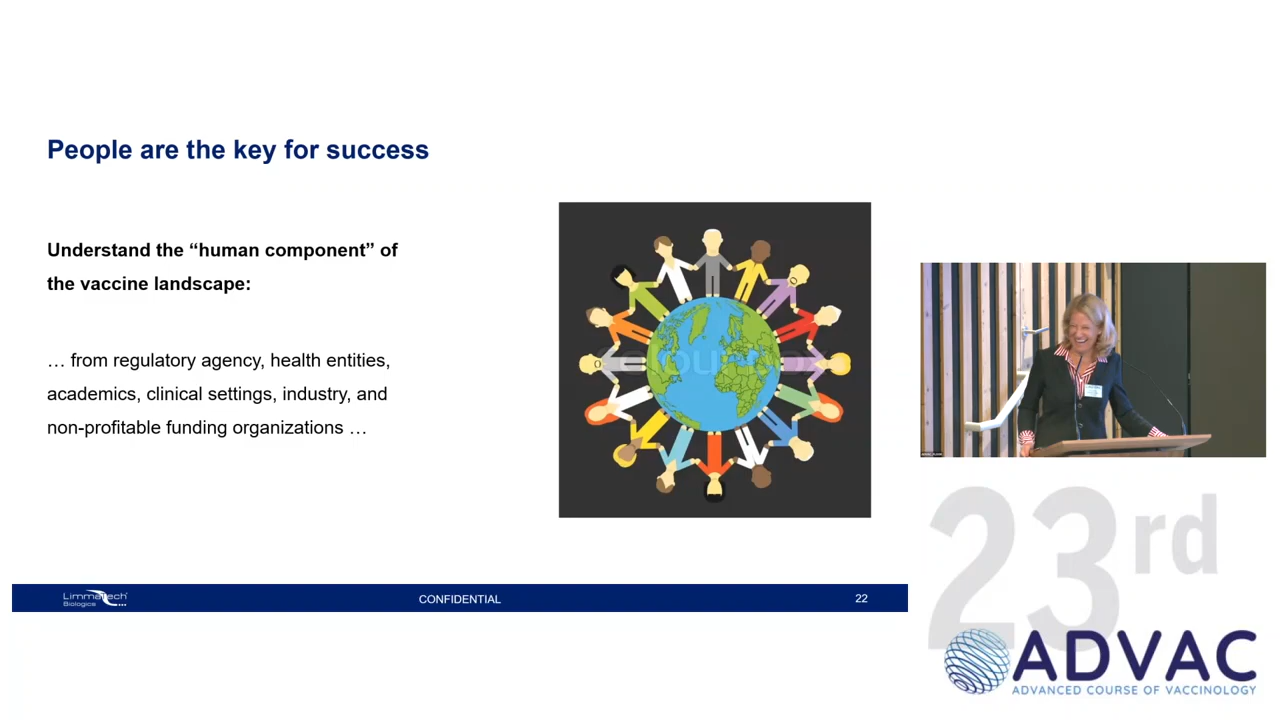 People are the key for success
Understand the “human component” of
the vaccine landscape:
… from regulatory agency, health entities,
academics, clinical settings, industry, and
non-profitable funding organizations …
colourbox
LimmaTech
Biologics
CONFIDENTIAL
22
23rd
ADVAC
ADVANCED COURSE OF VACCINOLOGY